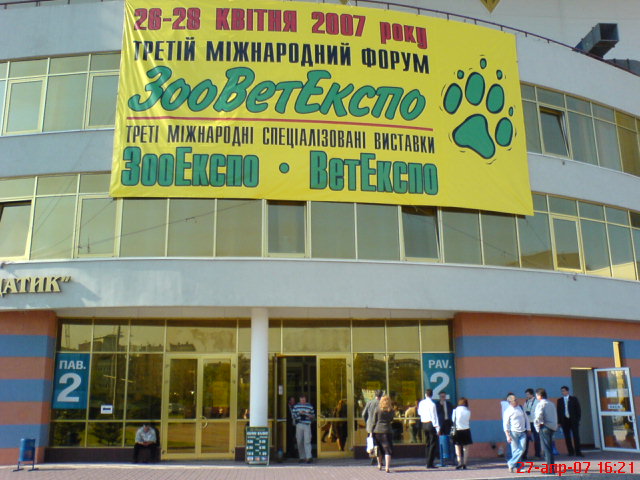 26-28 КВІТНЯ 2007 року
ТРЕТІЙ МІЖНАРОДНИЙ ФОРУМ
ЗооВетЕкспо
ТРЕТІ МІЖНАРОДНІ СПЕЦІАЛІЗОВАНІ ВИСТАВКИ
ЗооЕкспо • ВетЕкспо
АТИК"
ПАВ.
2
PAV.
2
27-апр-07 16:21